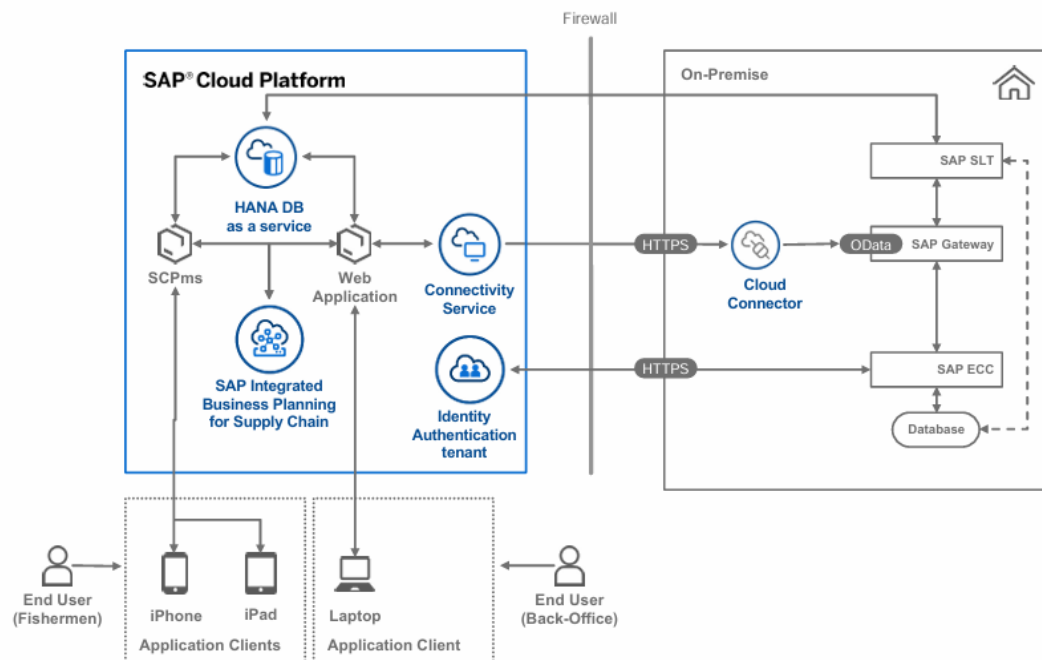 Firewall
SAP® Cloud Platform
On-Premise
SAP SLT
HANA DB
as a service
SCPms
Web
Application
Connectivity
Service
HTTPS
Cloud
Connector
OData
SAP Gateway
SAP Integrated
Business Planning
for Supply Chain
Identity
Authentication
tenant
HTTPS
SAP ECC
Database
End User
(Fishermen)
iPhone
iPad
Application Clients
Laptop
Application Client
End User
(Back-Office)